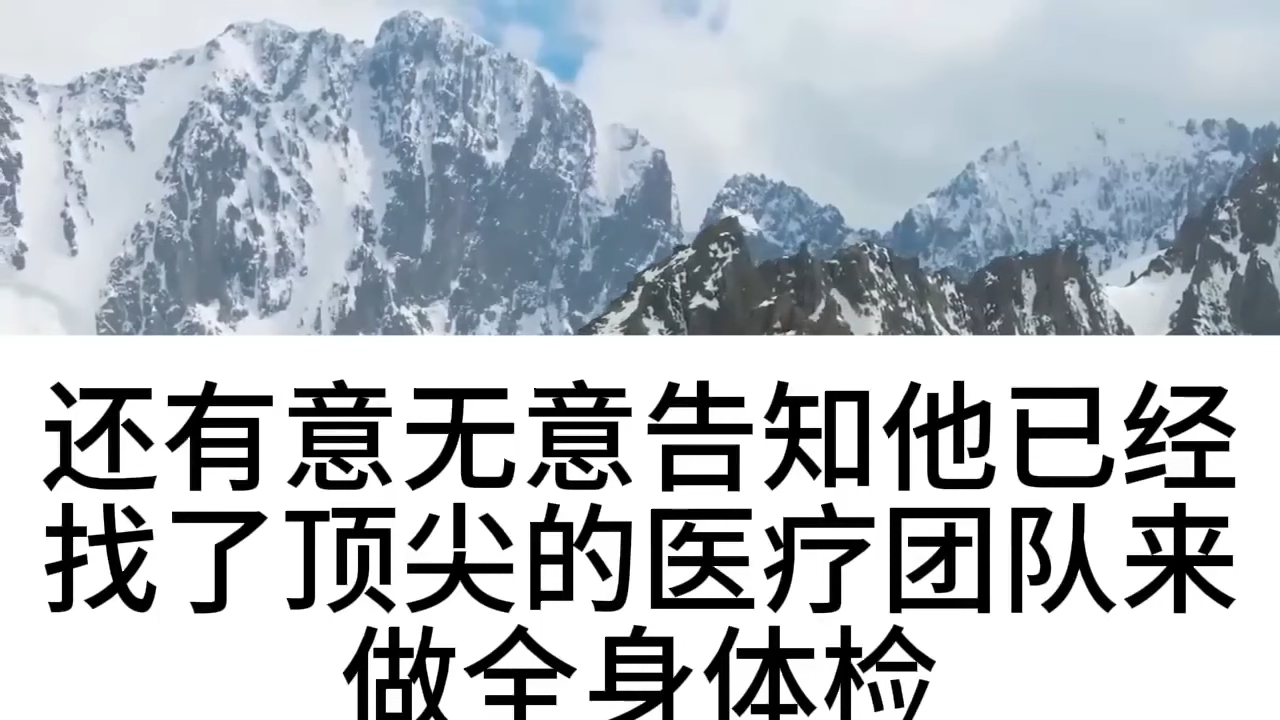 还有意无意告知他已经
找了顶尖的医疗团队来
做全身体检